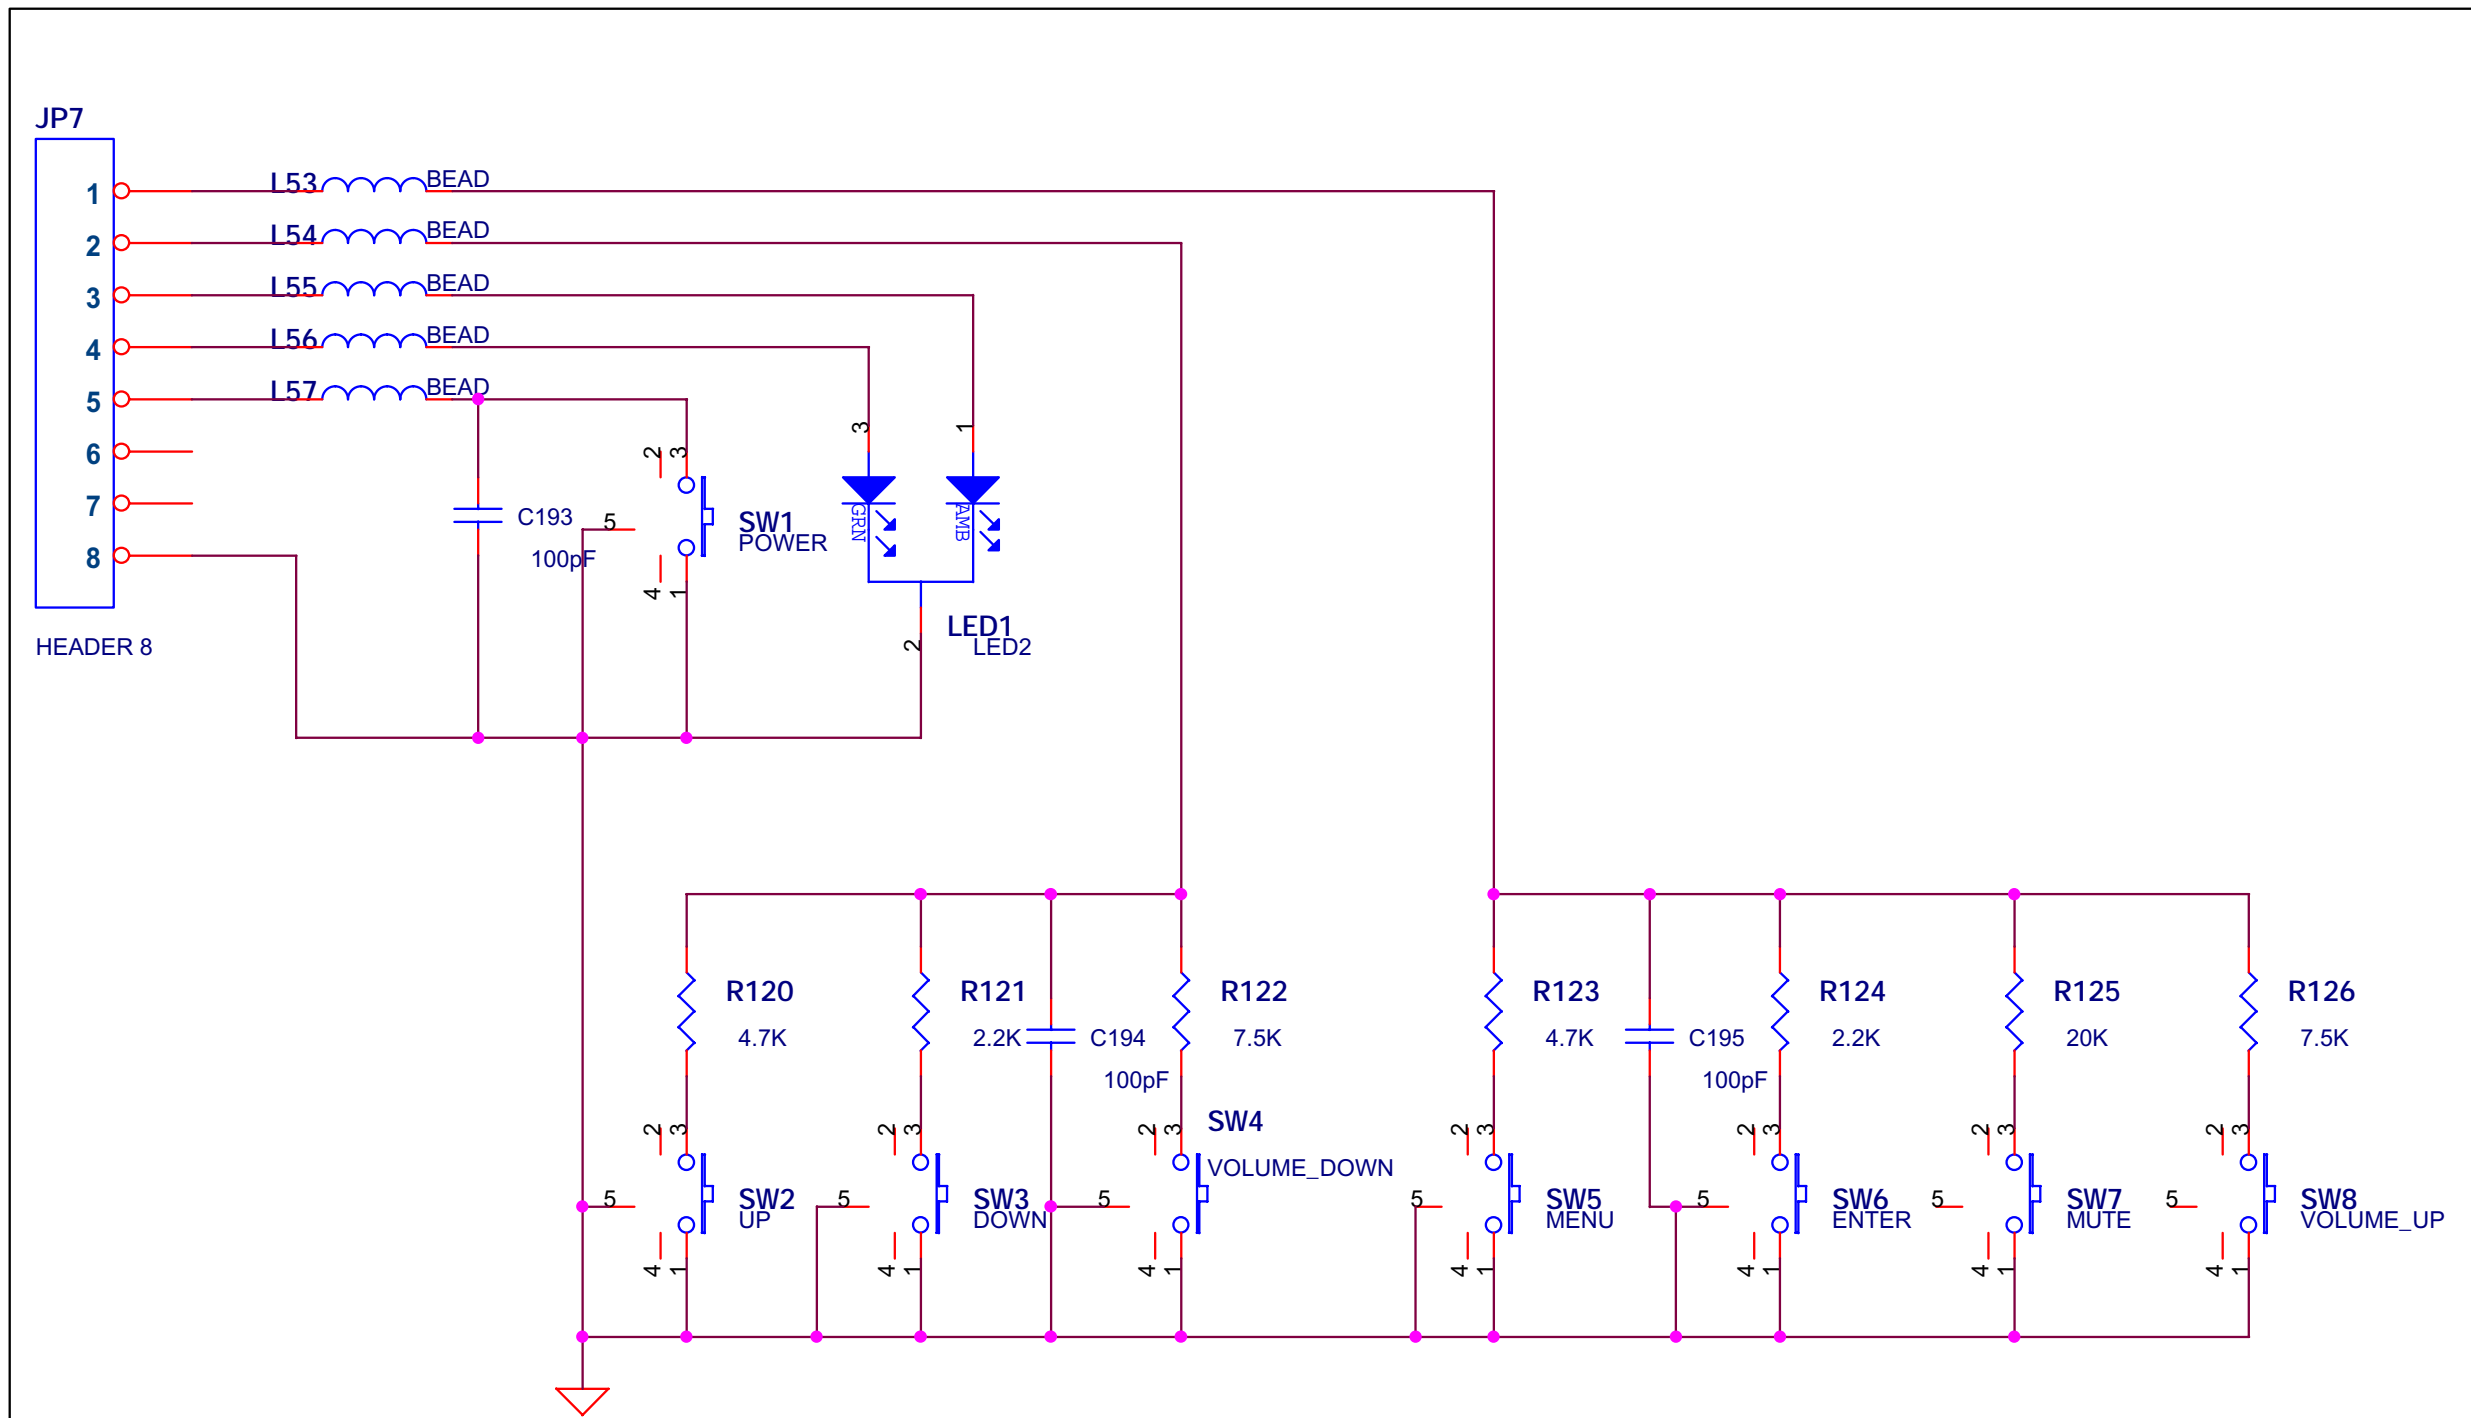 JP7
1
L53 BEAD
2
L54 BEAD
3
L55 BEAD
4
L56 BEAD
5
L57 BEAD
6
7
8
HEADER 8
C193
100pF
2 3
5
SW1
POWER
4 1
3
GRN
1
AMB
2
LED1
LED2
R120
4.7K
R121
2.2K
C194
100pF
R122
7.5K
R123
4.7K
C195
100pF
R124
2.2K
R125
20K
R126
7.5K
2 3
5
SW2
UP
4 1
2 3
5
SW3
DOWN
4 1
2 3
SW4
VOLUME_DOWN
5
4 1
2 3
5
SW5
MENU
4 1
2 3
5
SW6
ENTER
4 1
2 3
5
SW7
MUTE
4 1
2 3
5
SW8
VOLUME_UP
4 1